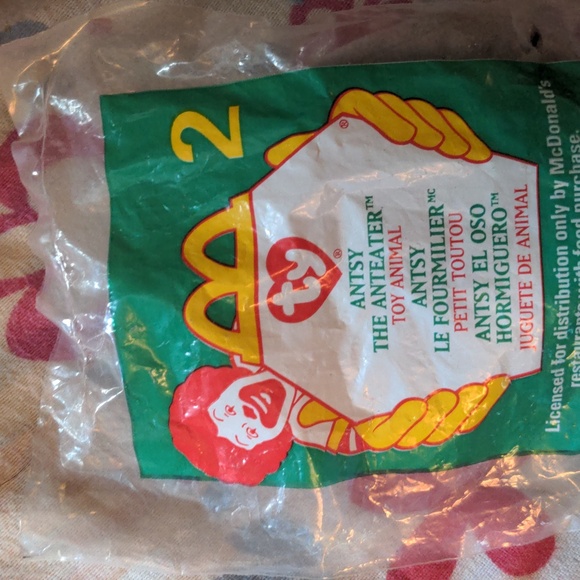 2
ty®
®
ANTSY
THE ANTEATER™
TOY ANIMAL
ANTSY
LE FOURMILIER MC
PETIT TOUTOU
ANTSY EL OSO
HORMIGUERO™
JUGUETE DE ANIMAL
Licensed for distribution only by McDonald's